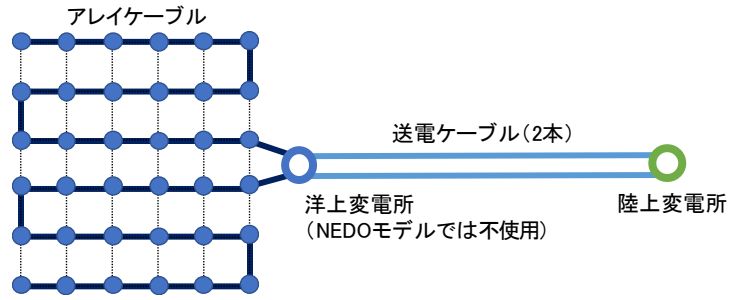 アレイケーブル
送電ケーブル（2本）
洋上変電所
（NEDOモデルでは不使用）
陸上変電所